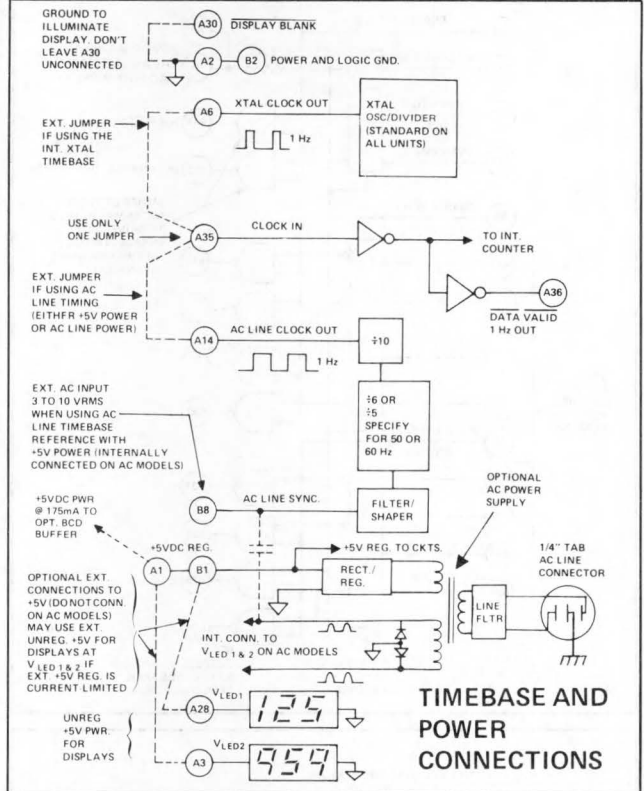 GROUND TO
ILLUMINATE
DISPLAY. DON'T
LEAVE A30
UNCONNECTED
A30
DISPLAY BLANK
A2
B2
POWER AND LOGIC GND.
A6
XTAL CLOCK OUT
1 Hz
XTAL
OSC/DIVIDER
(STANDARD ON
ALL UNITS)
EXT. JUMPER
IF USING THE
INT. XTAL
TIMEBASE
USE ONLY
ONE JUMPER
A35
CLOCK IN
TO INT.
COUNTER
A36
DATA VALID
1 Hz OUT
EXT. JUMPER
IF USING AC
LINE TIMING
(EITHFR +5V POWER
OR AC LINE POWER)
A14
AC LINE CLOCK OUT
1 Hz
÷10
÷6 OR
÷5
SPECIFY
FOR 50 OR
60 Hz
EXT. AC INPUT
3 TO 10 VRMS
WHEN USING AC
LINE TIMEBASE
REFERENCE WITH
+5V POWER (INTERNALLY
CONNECTED ON AC MODELS)
B8
AC LINE SYNC.
FILTER/
SHAPER
OPTIONAL
AC POWER
SUPPLY
+5VDC PWR
@ 175mA TO
OPT. BCD
BUFFER
+5VDC REG.
A1
B1
+5V REG. TO CKTS.
RECT./
REG.
1/4" TAB
AC LINE
CONNECTOR
LINE
FLTR
OPTIONAL EXT.
CONNECTIONS TO
+5V (DO NOT CONN.
ON AC MODELS)
MAY USE EXT.
UNREG. +5V FOR
DISPLAYS AT
VLED 1 & 2 IF
EXT. +5V REG. IS
CURRENT-LIMITED
INT. CONN. TO
VLED 1 & 2 ON AC MODELS
A28
VLED1
125
UNREG
+5V PWR.
FOR
DISPLAYS
A3
VLED2
959
TIMEBASE AND
POWER
CONNECTIONS